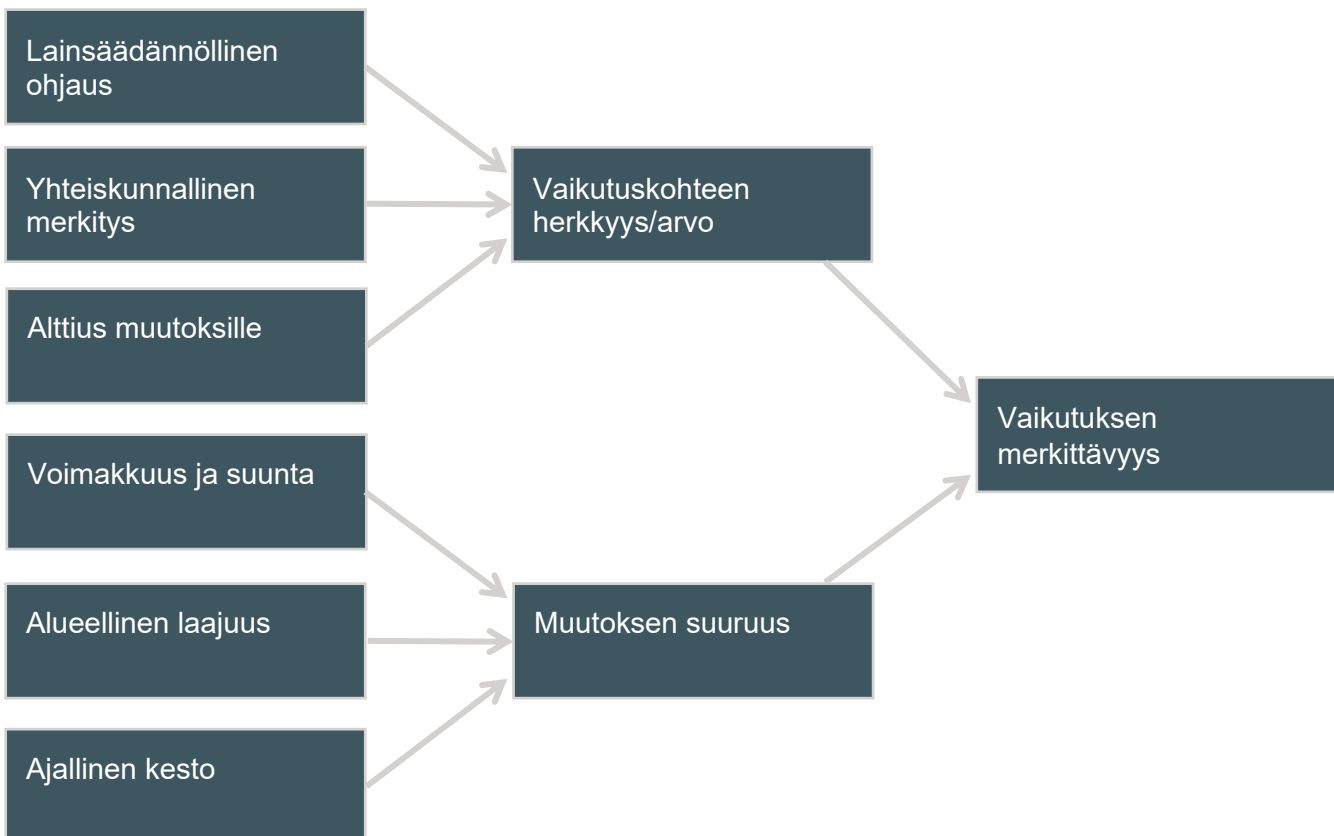 Lainsäädännöllinen
ohjaus
Yhteiskunnallinen
merkitys
Alttius muutoksille
Voimakkuus ja suunta
Alueellinen laajuus
Ajallinen kesto
Vaikutuskohteen
herkkyys/arvo
Muutoksen suuruus
Vaikutuksen
merkittävyys